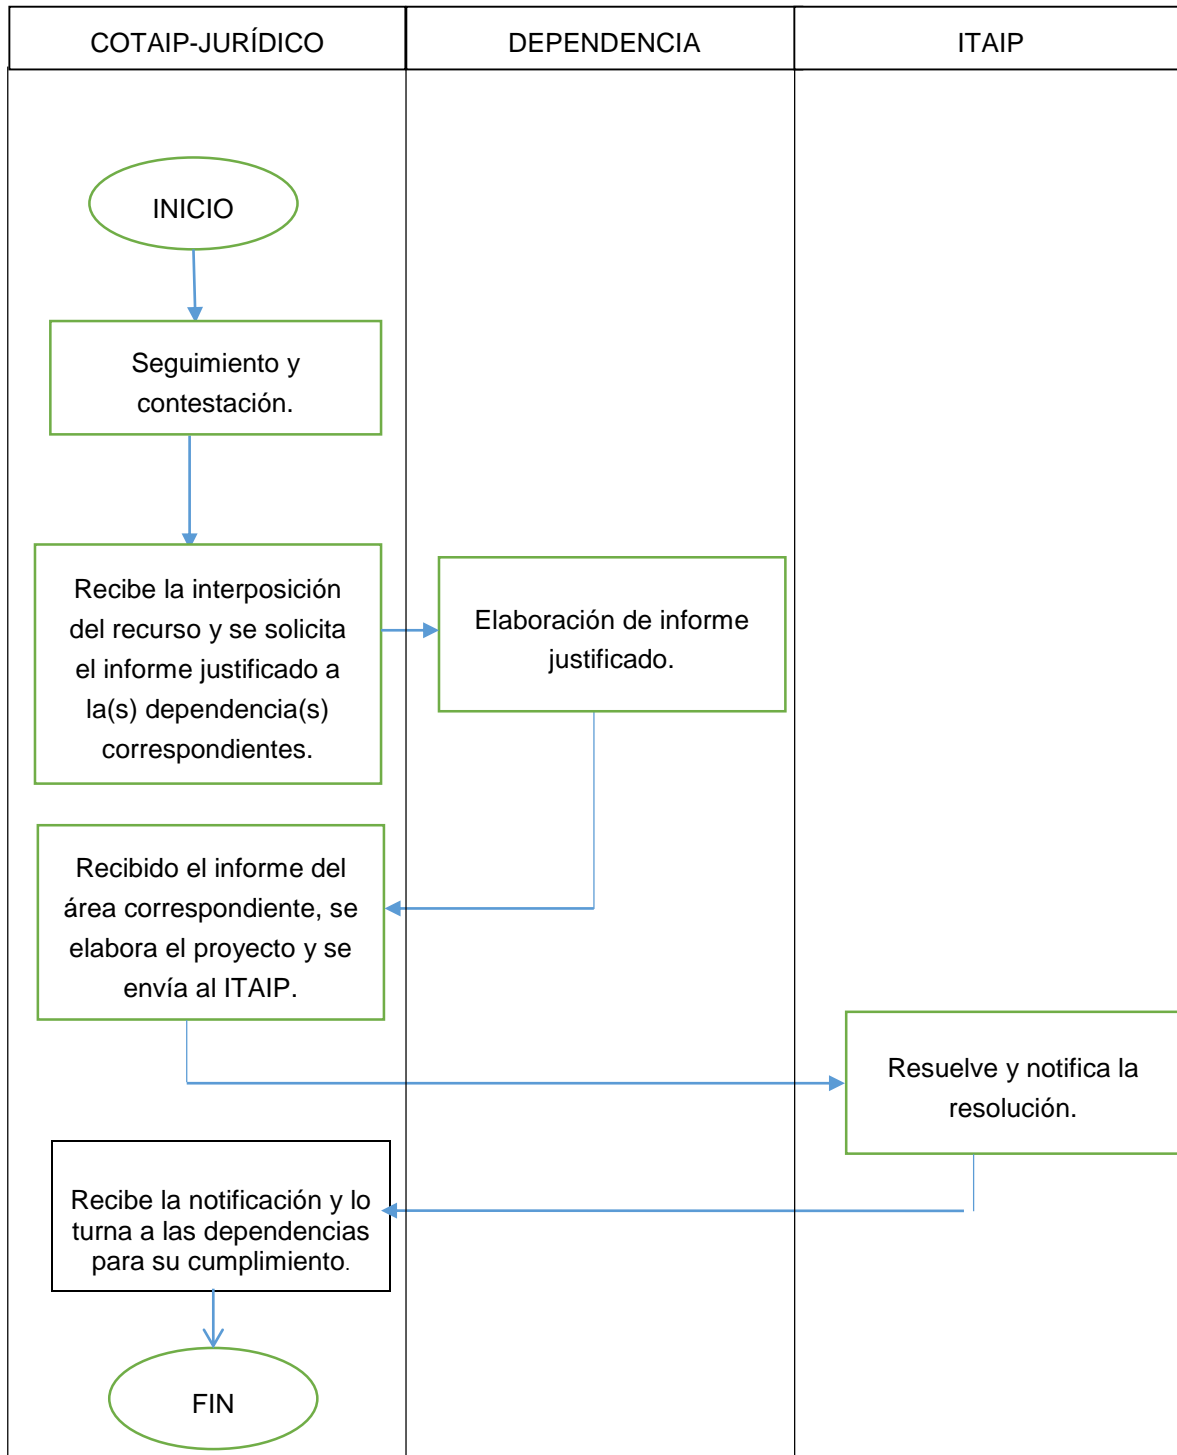 COTAIP-JURÍDICO
DEPENDENCIA
ITAIP
INICIO
Seguimiento y
contestación.
Recibe la interposición
del recurso y se solicita
el informe justificado a
la(s) dependencia(s)
correspondientes.
Elaboración de informe
justificado.
Recibido el informe del
área correspondiente, se
elabora el proyecto y se
envía al ITAIP.
Resuelve y notifica la
resolución.
Recibe la notificación y lo
turna a las dependencias
para su cumplimiento.
FIN